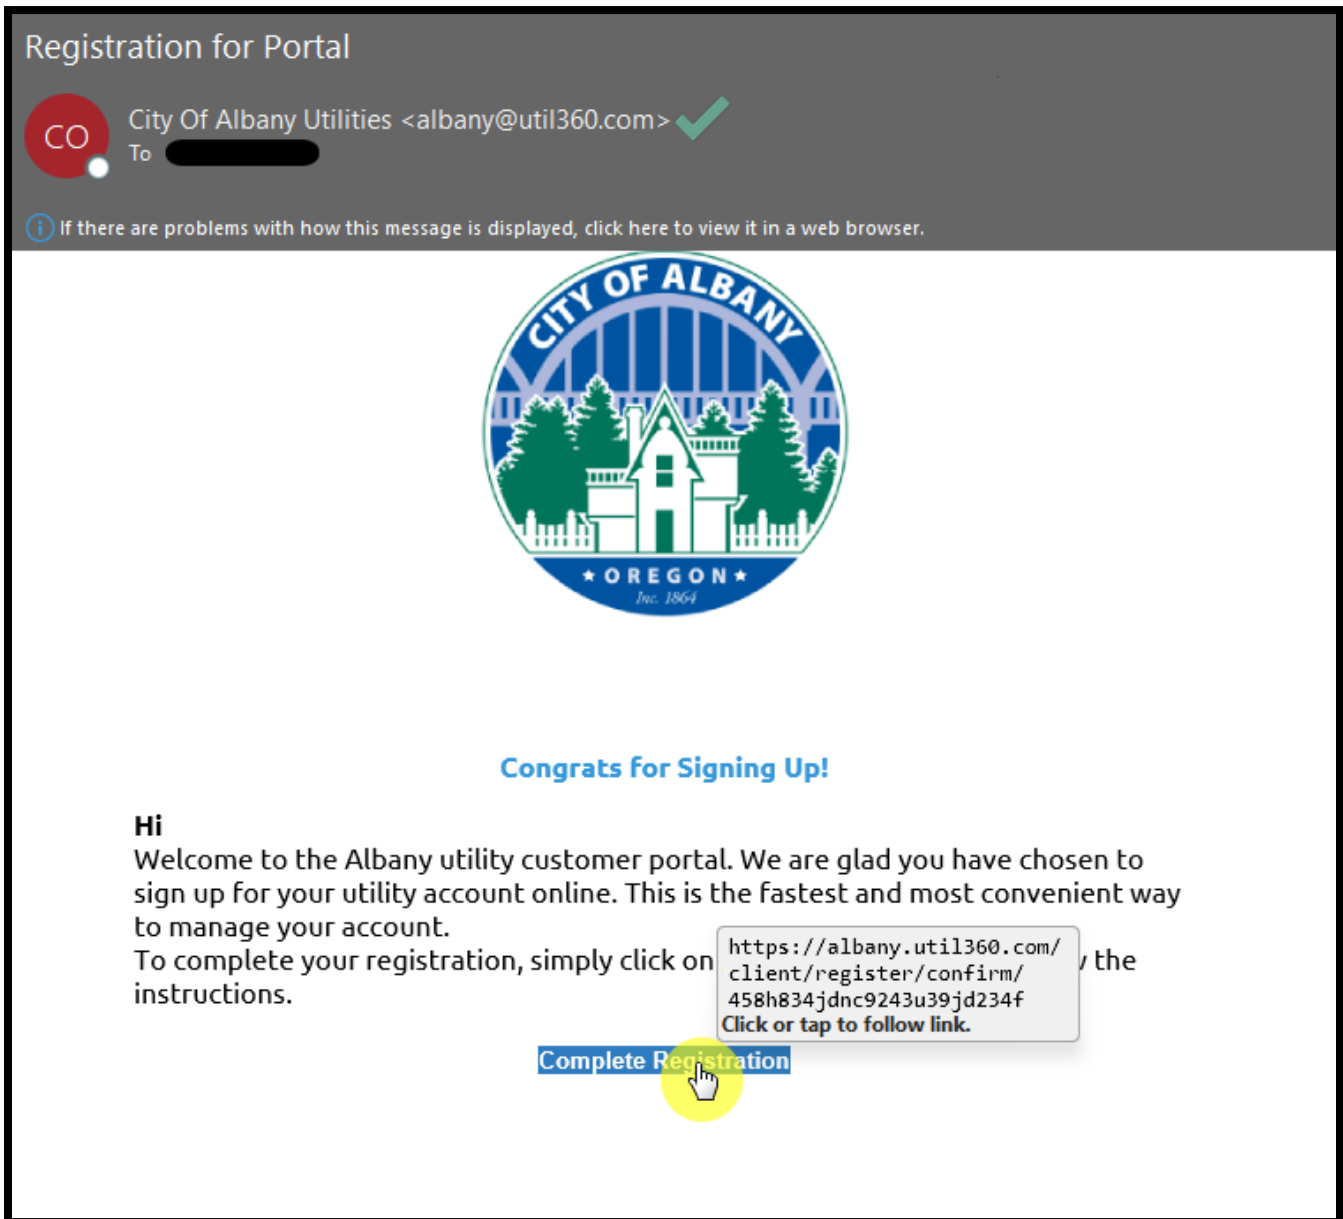 Registration for Portal
CO
City Of Albany Utilities <albany@util360.com>
To
If there are problems with how this message is displayed, click here to view it in a web browser.
CITY OF ALBANY
OREGON
Inc. 1864
Congrats for Signing Up!
Hi
Welcome to the Albany utility customer portal. We are glad you have chosen to
sign up for your utility account online. This is the fastest and most convenient way
to manage your account.
To complete your registration, simply click on the
instructions.
https://albany.util360.com/
client/register/confirm/
458h834jdnc9243u39jd234f
Click or tap to follow link.
Complete Registration